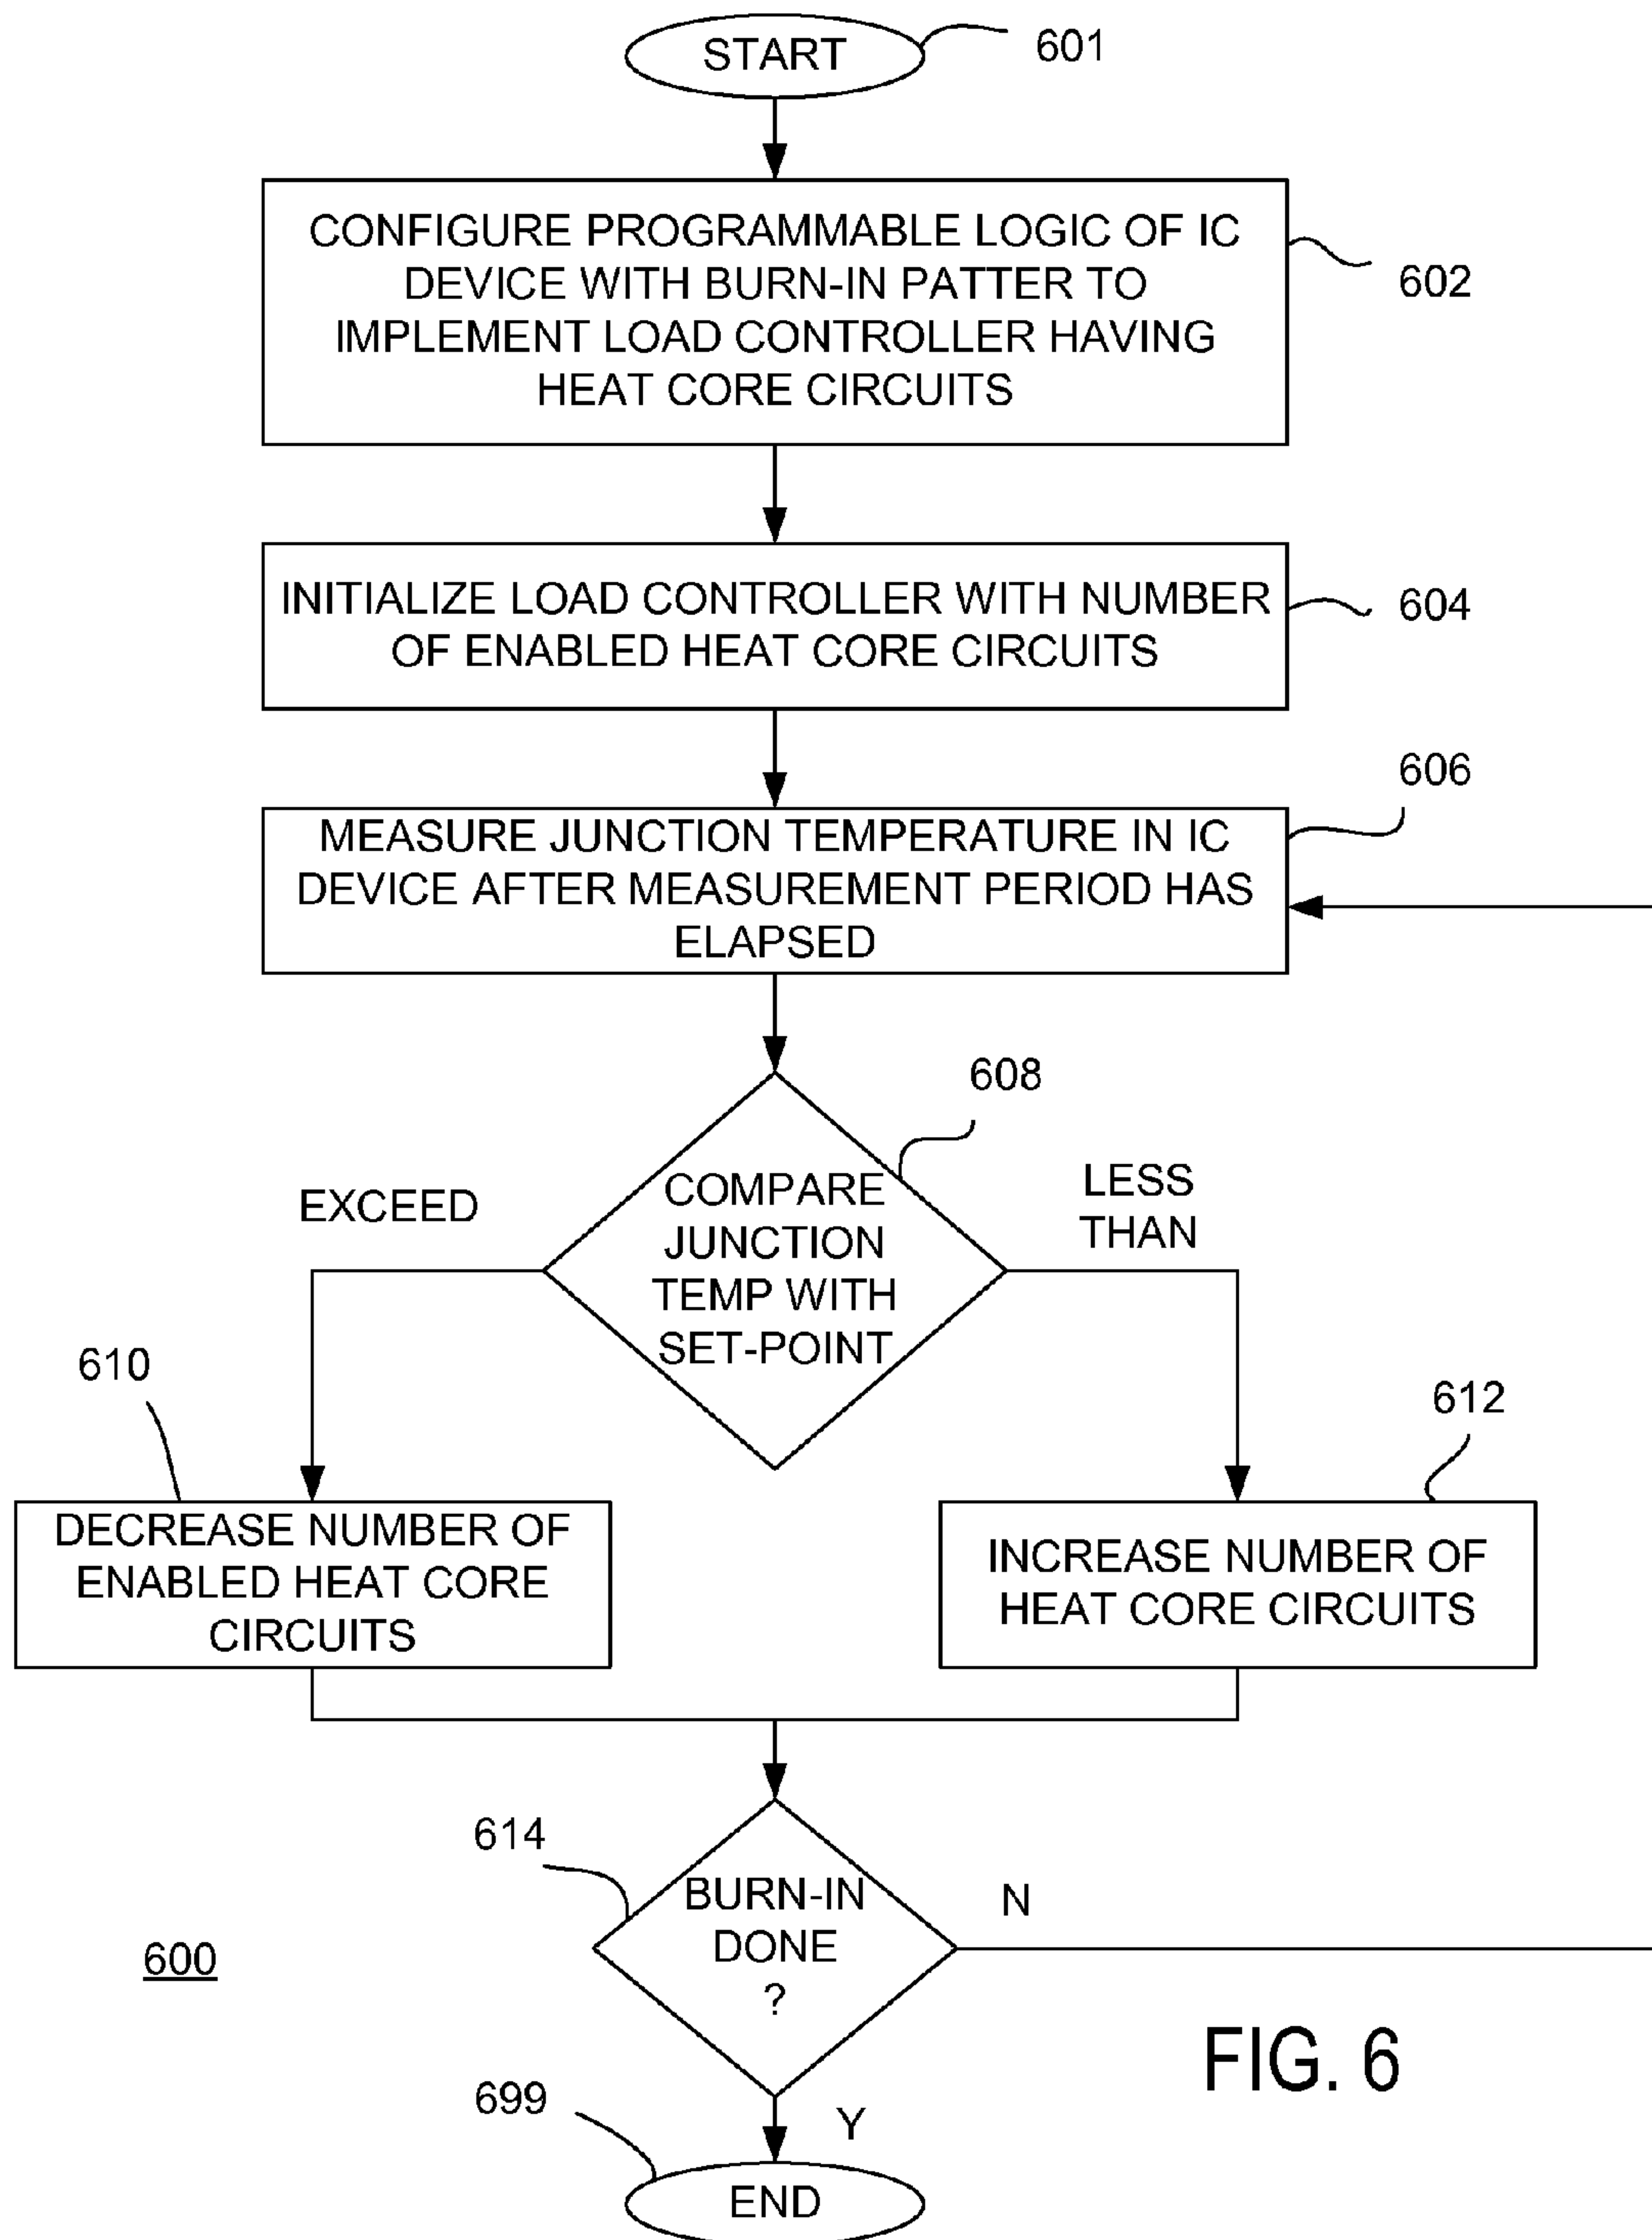 START
601
CONFIGURE PROGRAMMABLE LOGIC OF IC
DEVICE WITH BURN-IN PATTER TO
IMPLEMENT LOAD CONTROLLER HAVING
HEAT CORE CIRCUITS
602
INITIALIZE LOAD CONTROLLER WITH NUMBER
OF ENABLED HEAT CORE CIRCUITS
604
606
MEASURE JUNCTION TEMPERATURE IN IC
DEVICE AFTER MEASUREMENT PERIOD HAS
ELAPSED
608
COMPARE
JUNCTION
TEMP WITH
SET-POINT
EXCEED
LESS
THAN
610
DECREASE NUMBER OF
ENABLED HEAT CORE
CIRCUITS
612
INCREASE NUMBER OF
HEAT CORE CIRCUITS
614
BURN-IN
DONE
?
N
600
FIG. 6
699
Y
END